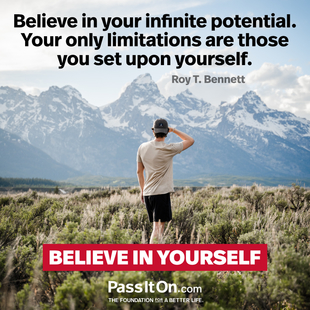 Believe in your infinite potential.
Your only limitations are those
you set upon yourself.
Roy T. Bennett
BELIEVE IN YOURSELF
PassItOn.com
THE FOUNDATION FOR A BETTER LIFE.